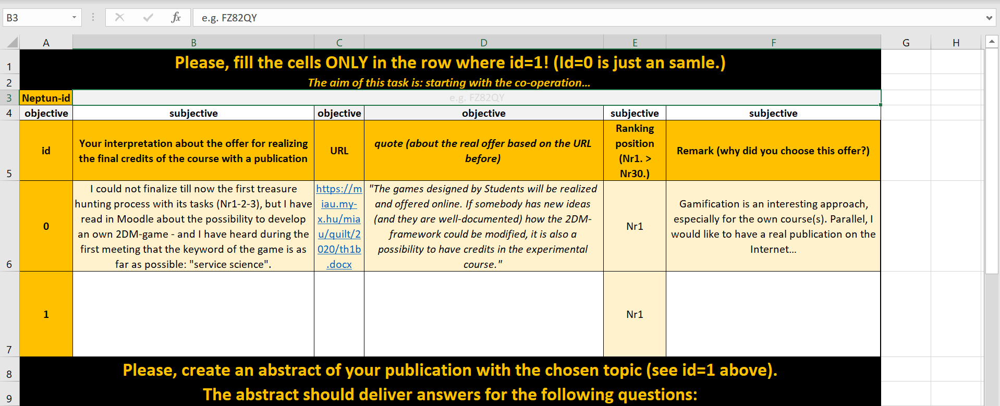 B3
fx
e.g. FZ82QY
A B C D E F G H
1
Please, fill the cells ONLY in the row where id=1! (Id=0 is just an samle.)
2
The aim of this task is: starting with the co-operation...
3
Neptun-id
e.g. FZ82QY
4
objective
subjective
objective
objective
subjective
subjective
5
id
Your interpretation about the offer for realizing
the final credits of the course with a publication
URL
quote (about the real offer based on the URL
before)
Ranking
position
(Nr1. >
Nr30.)
Remark (why did you choose this offer?)
6
0
I could not finalize till now the first treasure
hunting process with its tasks (Nr1-2-3), but I have
read in Moodle about the possibility to develop
an own 2DM-game - and I have heard during the
first meeting that the keyword of the game is as
far as possible: "service science".
https://m
iau.my-
x.hu/mia
u/quilt/2
020/th1b
.docx
"The games designed by Students will be realized
and offered online. If somebody has new ideas
(and they are well-documented) how the 2DM-
framework could be modified, it is also a
possibility to have credits in the experimental
course."
Nr1
Gamification is an interesting approach,
especially for the own course(s). Parallel, I
would like to have a real publication on the
Internet...
7
1
Nr1
8
Please, create an abstract of your publication with the chosen topic (see id=1 above).
9
The abstract should deliver answers for the following questions: